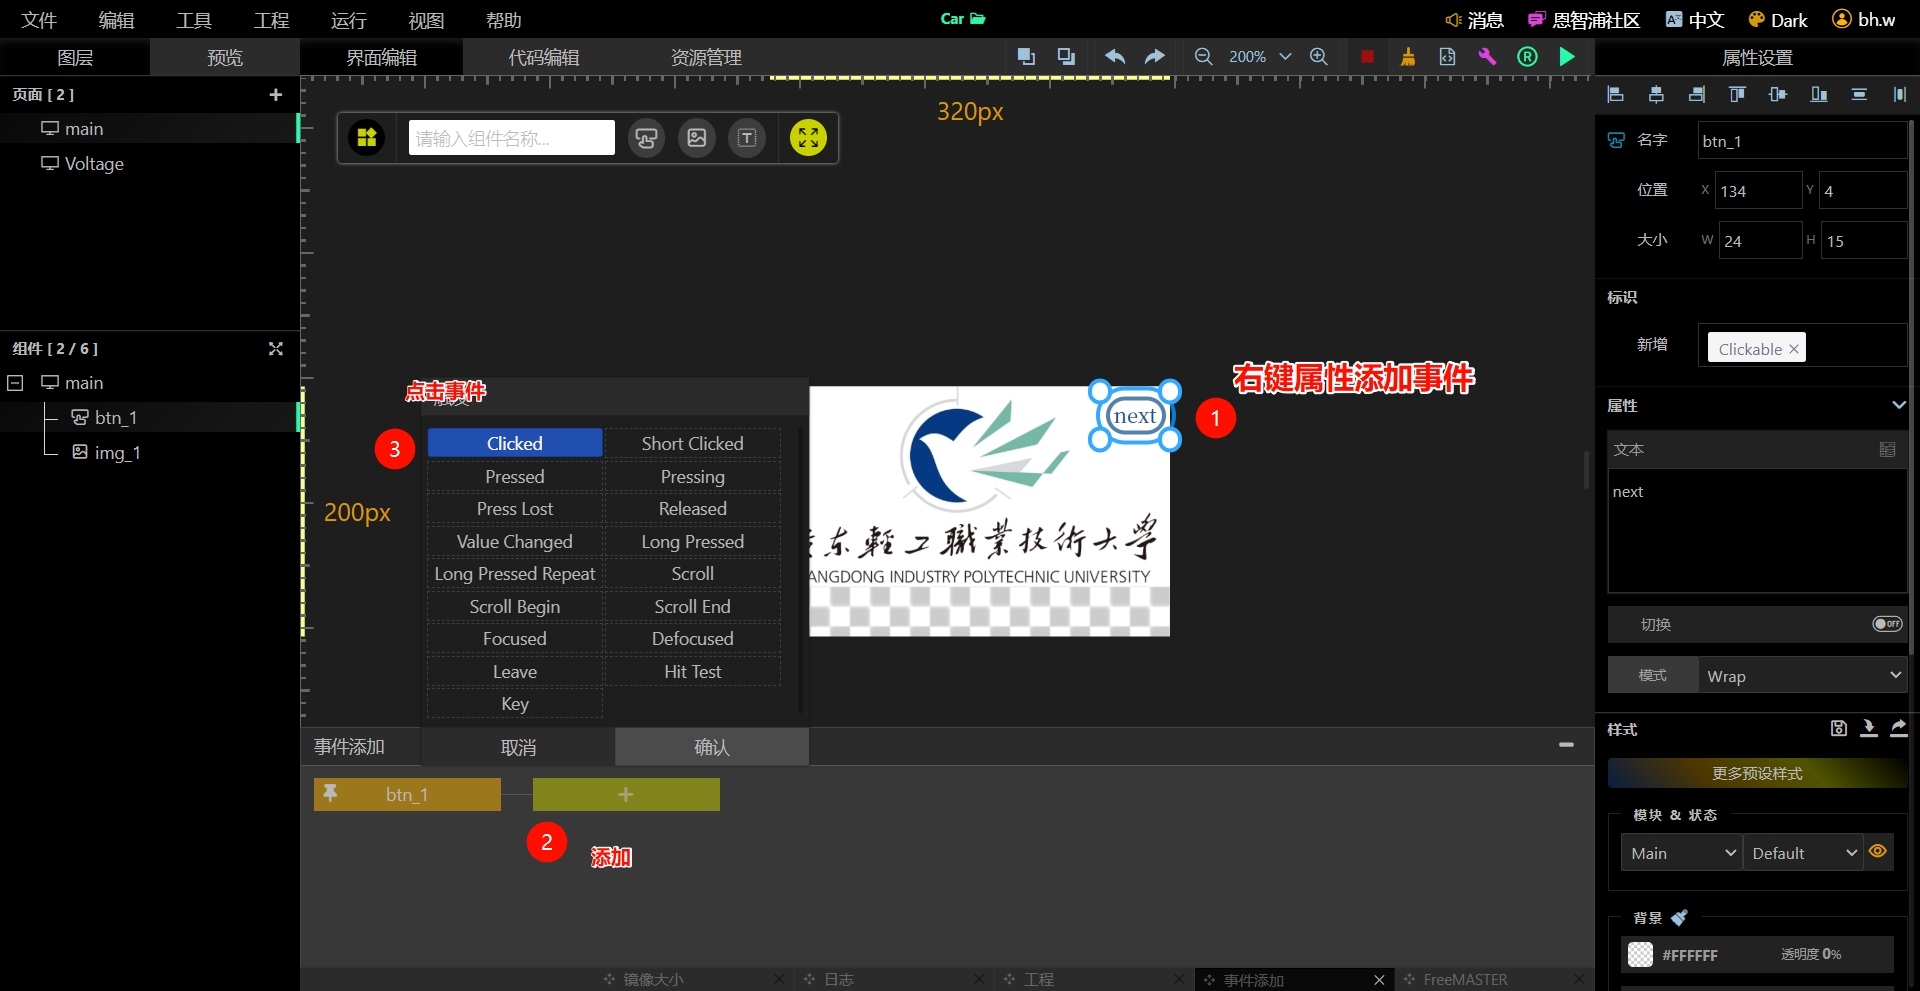 文件 编辑 工具 工程 运行 视图 帮助
Car
消息 恩智浦社区 中文 Dark bh.w
图层 预览 界面编辑 代码编辑 资源管理
200%
属性设置
页面 [ 2 ]
main
Voltage
请输入组件名称...
320px
名字 btn_1
位置 X 134 Y 4
大小 W 24 H 15
标识
新增 Clickable
组件 [ 2 / 6 ]
main
btn_1
img_1
点击事件
3
Clicked Short Clicked
Pressed Pressing
Press Lost Released
Value Changed Long Pressed
Long Pressed Repeat Scroll
Scroll Begin Scroll End
Focused Defocused
Leave Hit Test
Key
200px
next
1
右键属性添加事件
东輕工職業技術大學
ANGDONG INDUSTRY POLYTECHNIC UNIVERSITY
属性
文本
next
切换 OFF
模式 Wrap
样式
更多预设样式
模块 & 状态
Main Default
背景
#FFFFFF 透明度 0%
事件添加 取消 确认
btn_1
2
添加
镜像大小 日志 工程 事件添加 FreeMASTER